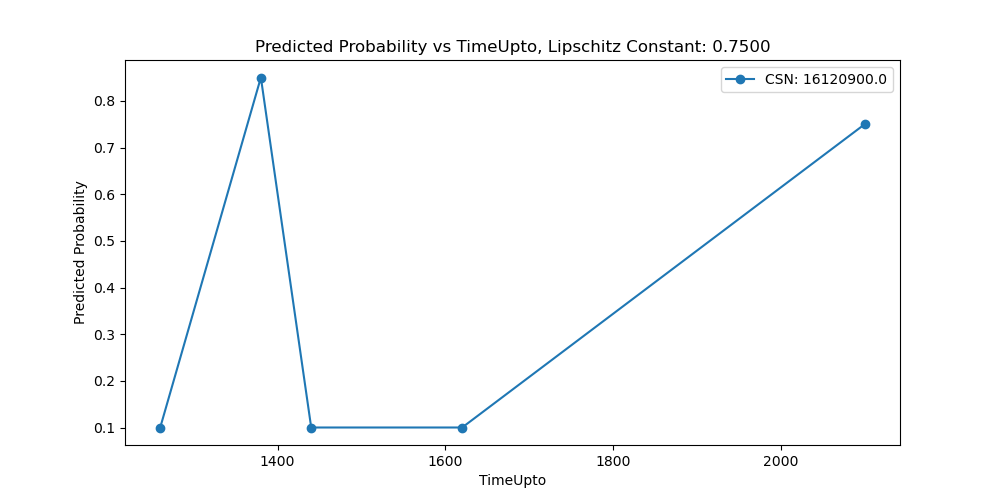 Predicted Probability vs TimeUpto, Lipschitz Constant: 0.7500
CSN: 16120900.0
0.8
0.7
0.6
0.5
0.4
0.3
0.2
0.1
Predicted Probability
1400 1600 1800 2000
TimeUpto